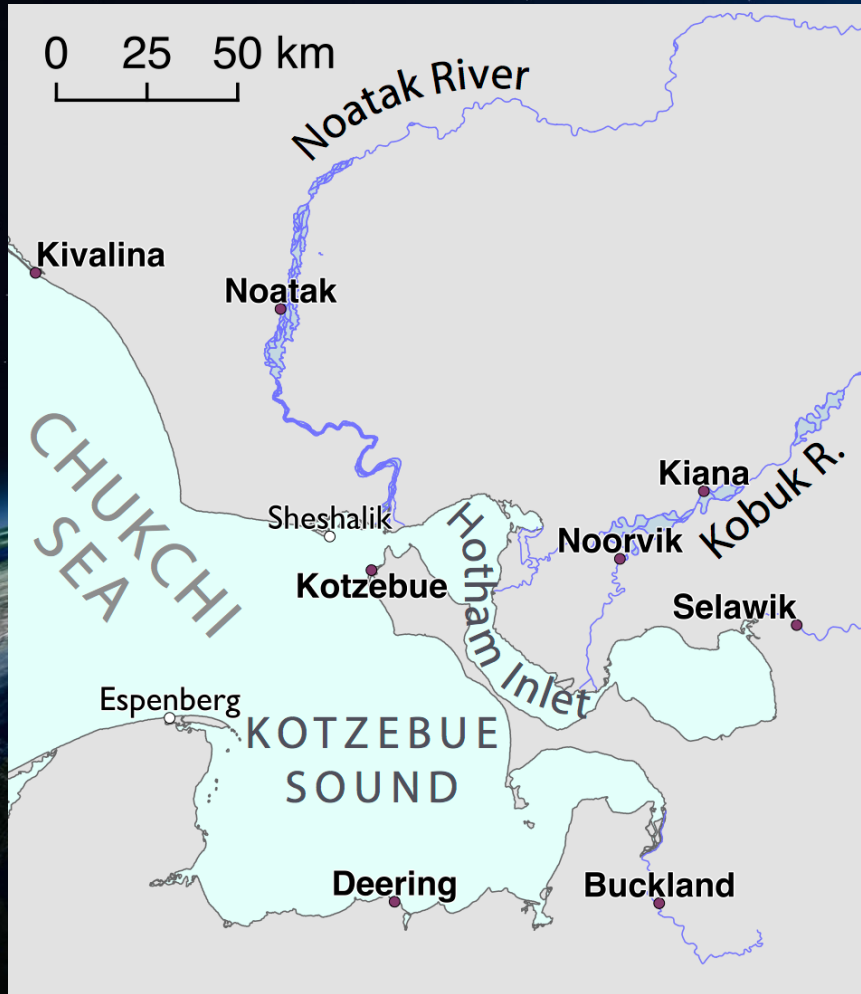 0 25 50 km
Noatak River
Kivalina
Noatak
CHUKCHI
SEA
Kiana
Kobuk R.
Sheshalik
Hotham Inlet
Noorvik
Kotzebue
Selawik
Espenberg
KOTZEBUE
SOUND
Deering
Buckland